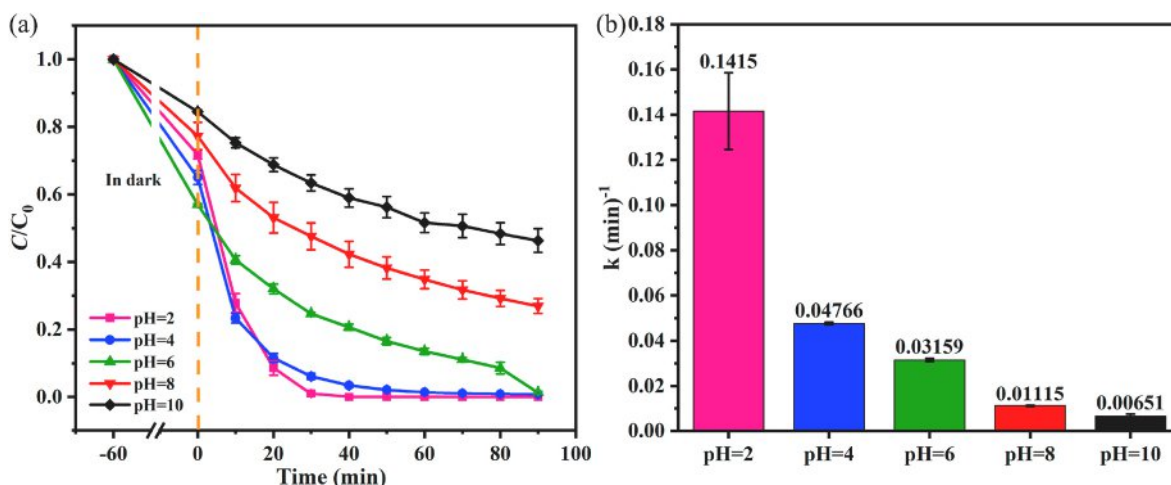 (a)
C/C0
1.0
0.8
0.6
0.4
0.2
0.0
In dark
pH=2
pH=4
pH=6
pH=8
pH=10
-60
0
20
40
60
80
100
Time (min)
(b)
k (min)-1
0.18
0.16
0.14
0.12
0.10
0.08
0.06
0.04
0.02
0.00
0.1415
0.04766
0.03159
0.01115
0.00651
pH=2
pH=4
pH=6
pH=8
pH=10